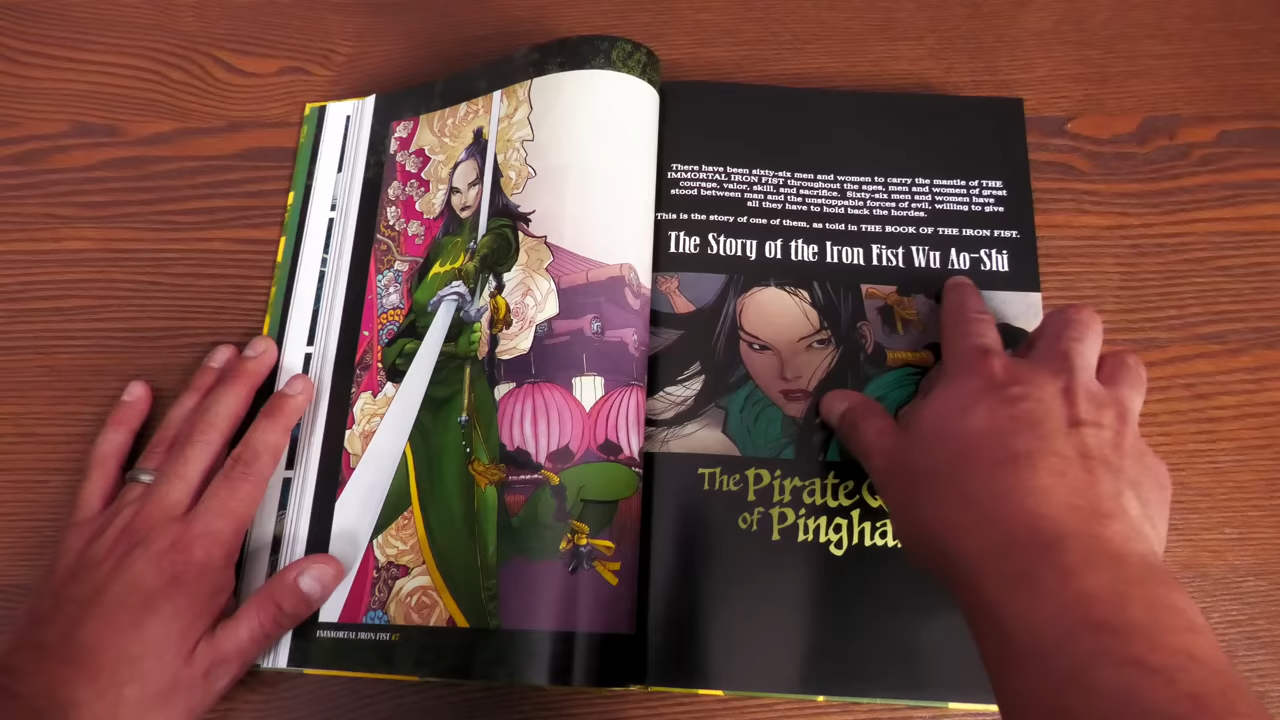 IMMORTAL IRON FIST #7
There have been sixty-six men and women to carry the mantle of THE
IMMORTAL IRON FIST throughout the ages, men and women of great
courage, valor, skill, and sacrifice. Sixty-six men and women have
stood between man and the unstoppable forces of evil, willing to give
all they have to hold back the hordes.
This is the story of one of them, as told in THE BOOK OF THE IRON FIST.
The Story of the Iron Fist Wu Ao-Shi
The Pirate
of